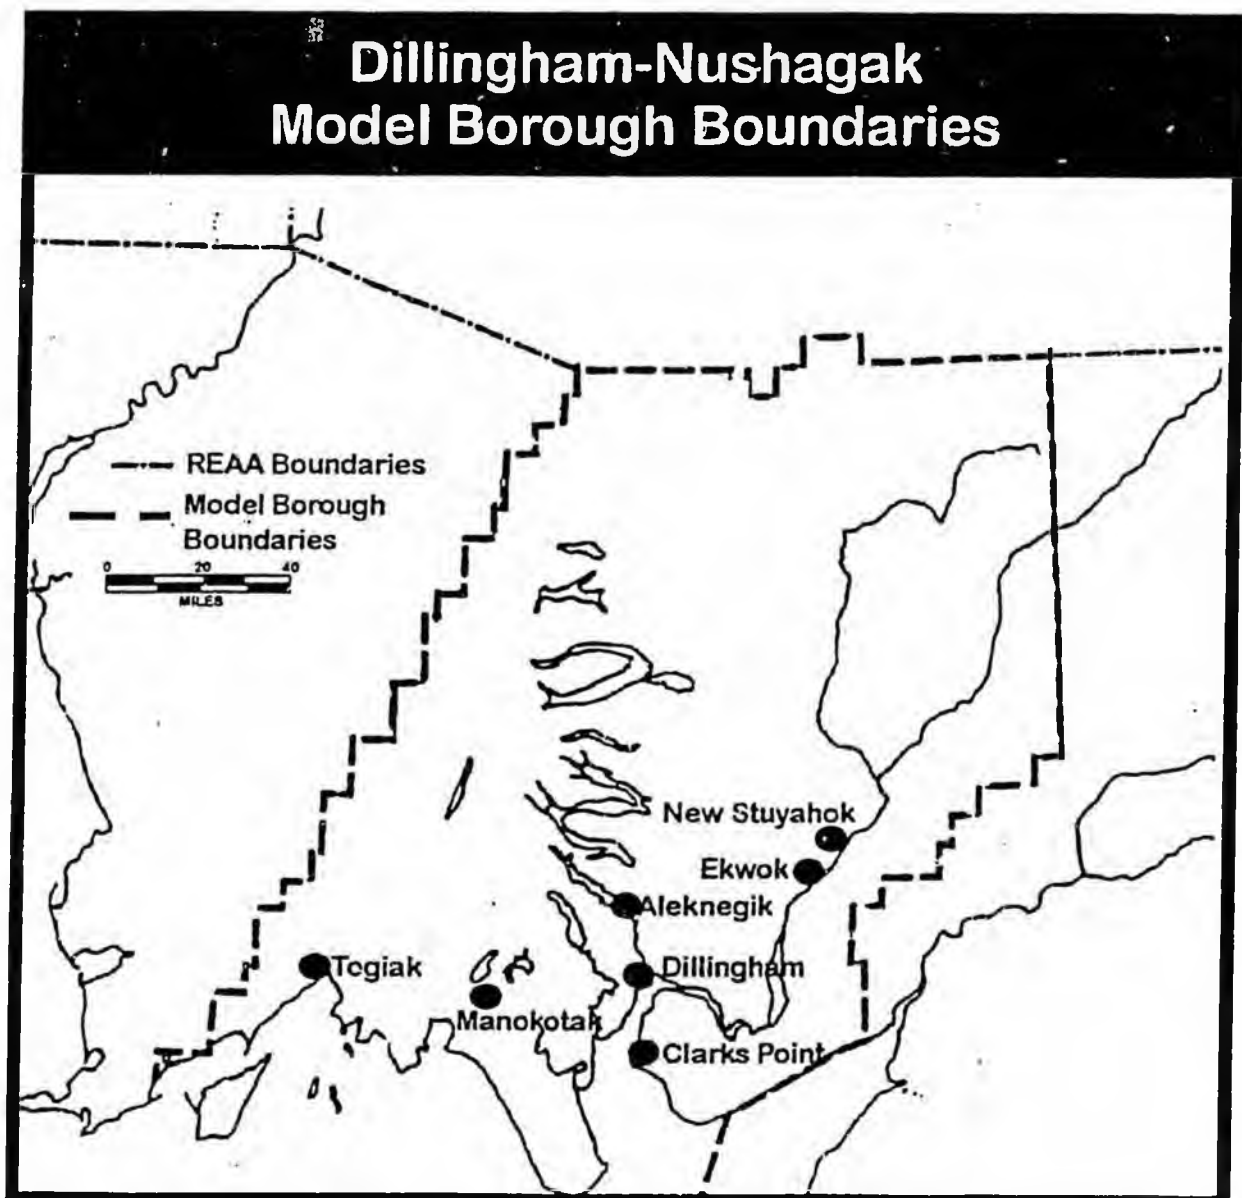 Dillingham-Nushagak
Model Borough Boundaries
REAA Boundaries
Model Borough
Boundaries
0 20 40
MILES
New Stuyahok
Ekwok
Aleknegik
Togiak
Dillingham
Manokotak
Clarks Point